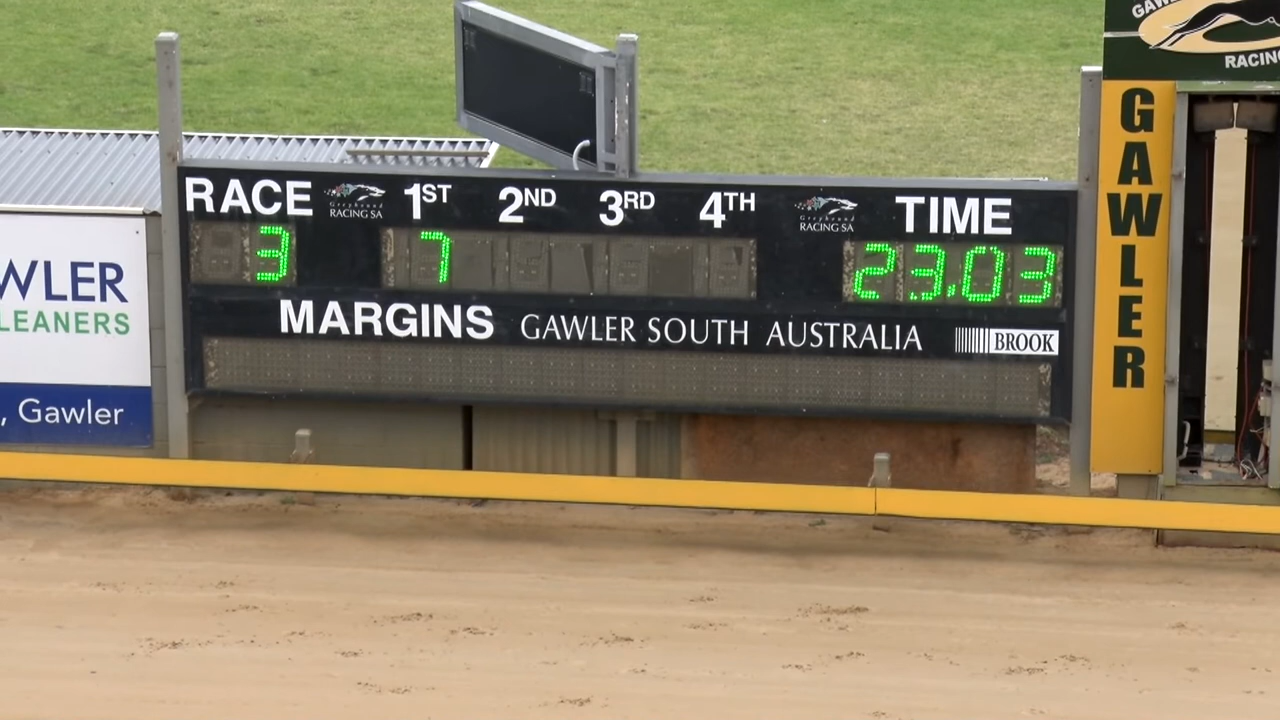 GAWLER
RACING
RACE
Greyhound
RACING SA
1ST
2ND
3RD
4TH
Greyhound
RACING SA
TIME
3
7
23.03
MARGINS
GAWLER SOUTH AUSTRALIA
BROOK
WLER
LEANERS
, Gawler